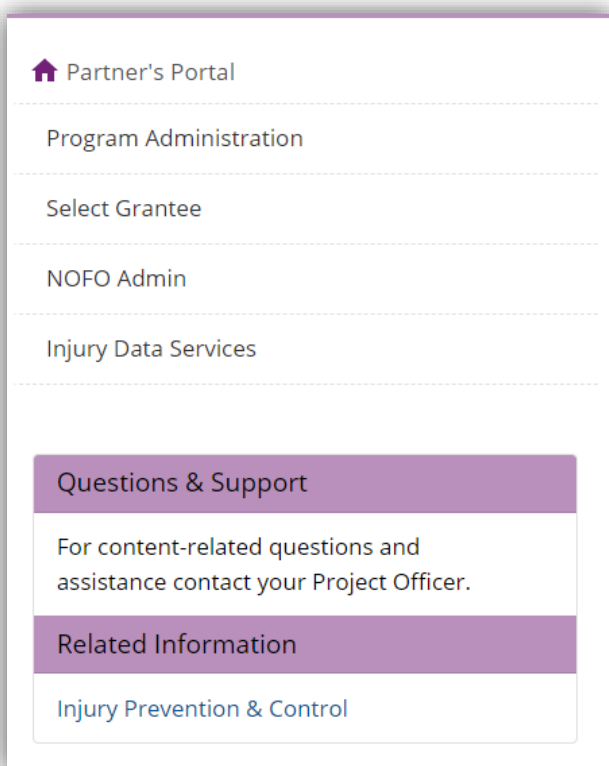 Partner's Portal
Program Administration
Select Grantee
NOFO Admin
Injury Data Services
Questions & Support
For content-related questions and
assistance contact your Project Officer.
Related Information
Injury Prevention & Control